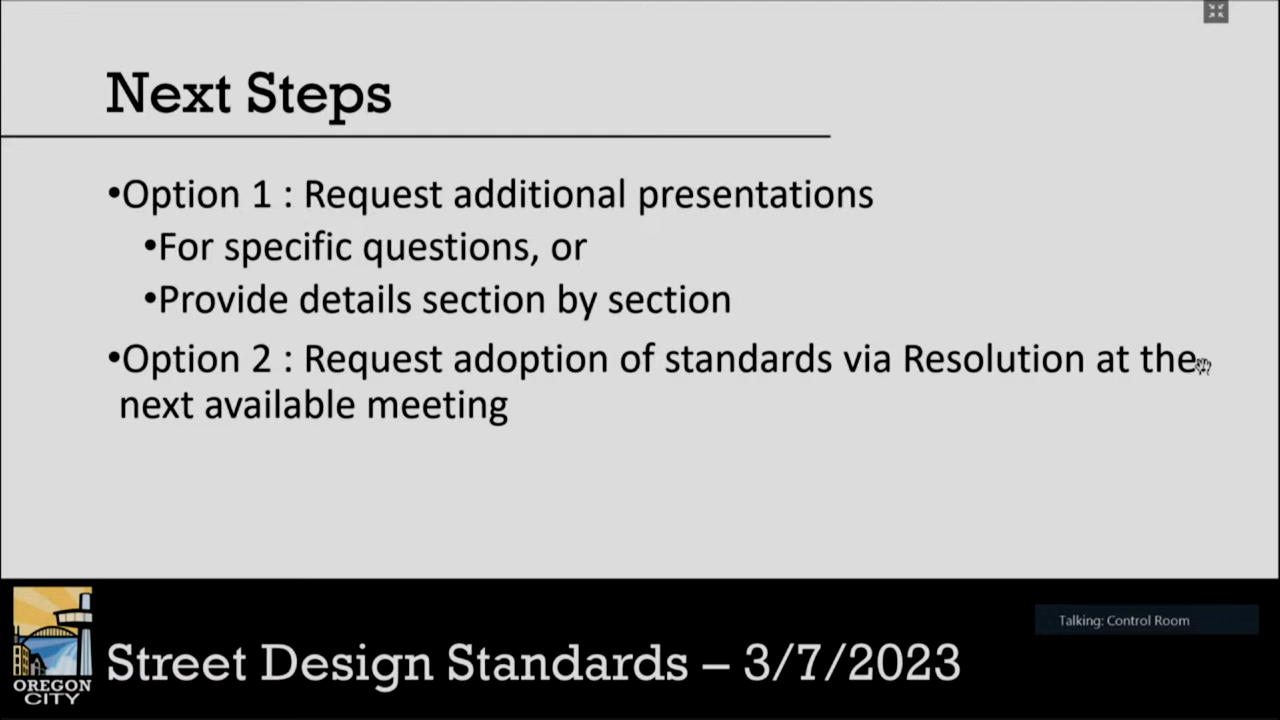 Next Steps
•Option 1 : Request additional presentations
•For specific questions, or
•Provide details section by section
•Option 2 : Request adoption of standards via Resolution at the
next available meeting
Talking: Control Room
Street Design Standards – 3/7/2023
OREGON
CITY